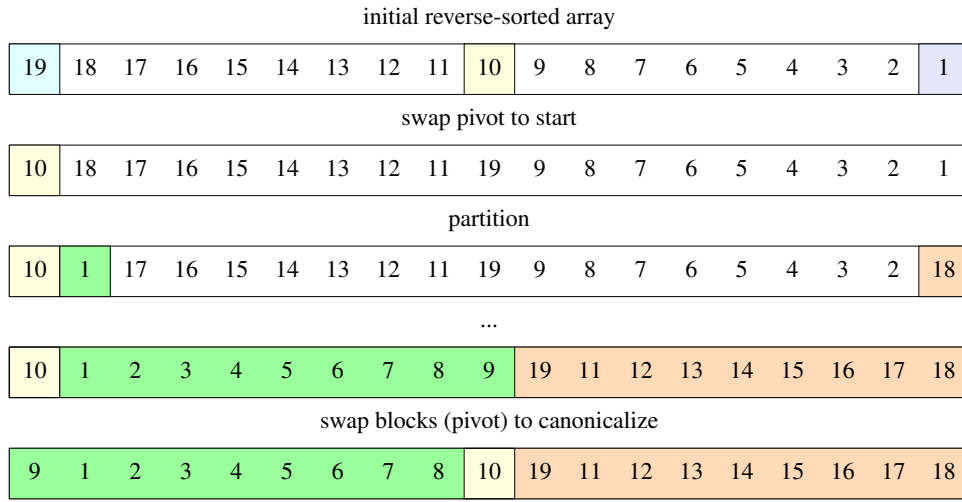 initial reverse-sorted array
19 18 17 16 15 14 13 12 11 10 9 8 7 6 5 4 3 2 1
swap pivot to start
10 18 17 16 15 14 13 12 11 19 9 8 7 6 5 4 3 2 1
partition
10 1 17 16 15 14 13 12 11 19 9 8 7 6 5 4 3 2 18
...
10 1 2 3 4 5 6 7 8 9 19 11 12 13 14 15 16 17 18
swap blocks (pivot) to canonicalize
9 1 2 3 4 5 6 7 8 10 19 11 12 13 14 15 16 17 18